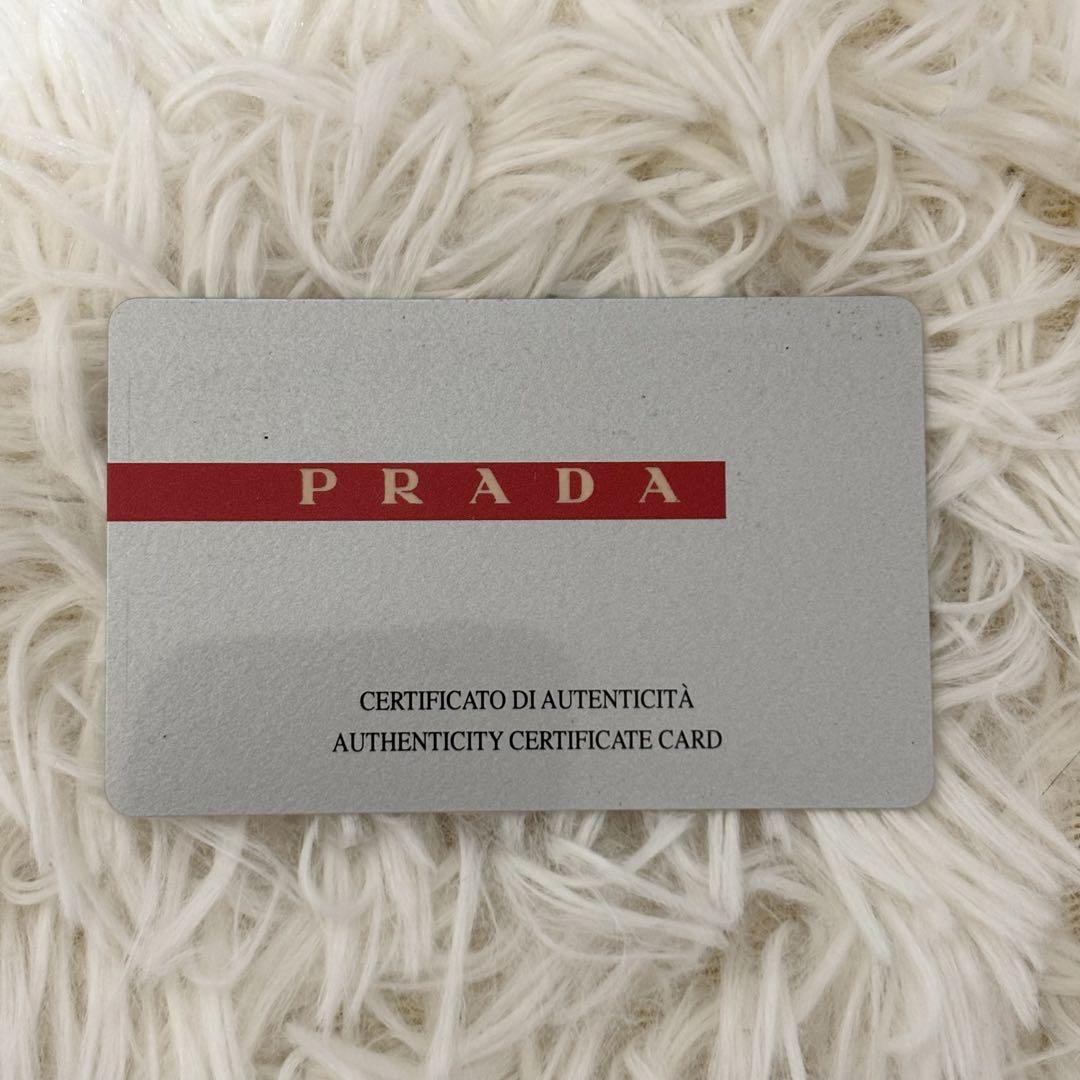 PRADA
CERTIFICATO DI AUTENTICITÀ
AUTHENTICITY CERTIFICATE CARD